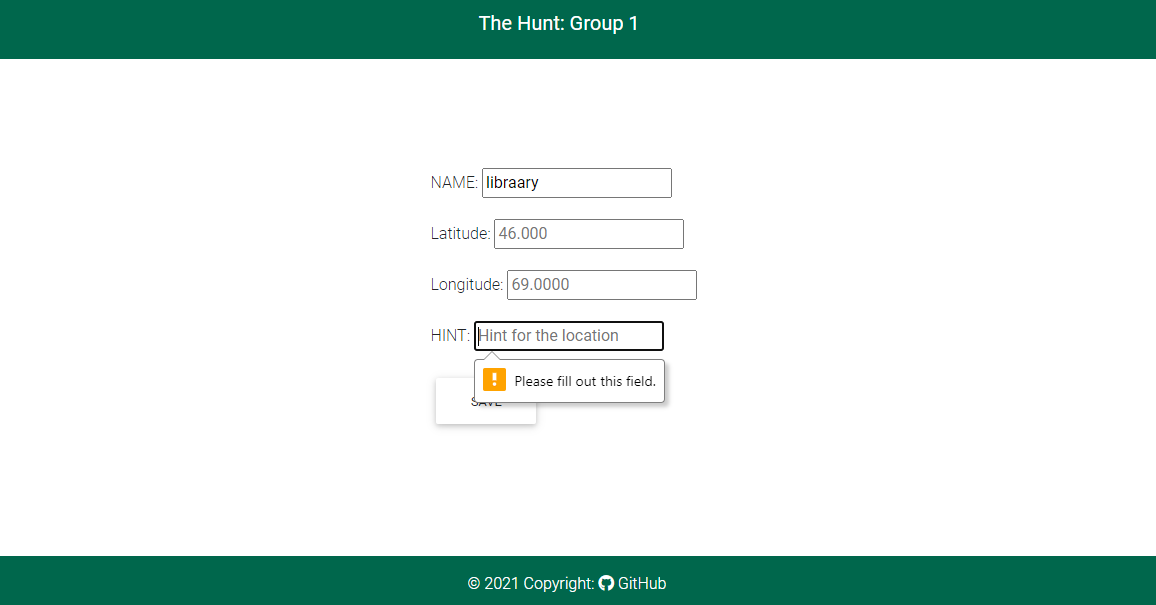 The Hunt: Group 1
NAME: libraary
Latitude: 46.000
Longitude: 69.0000
HINT: Hint for the location
Please fill out this field.
SAVE
© 2021 Copyright: GitHub